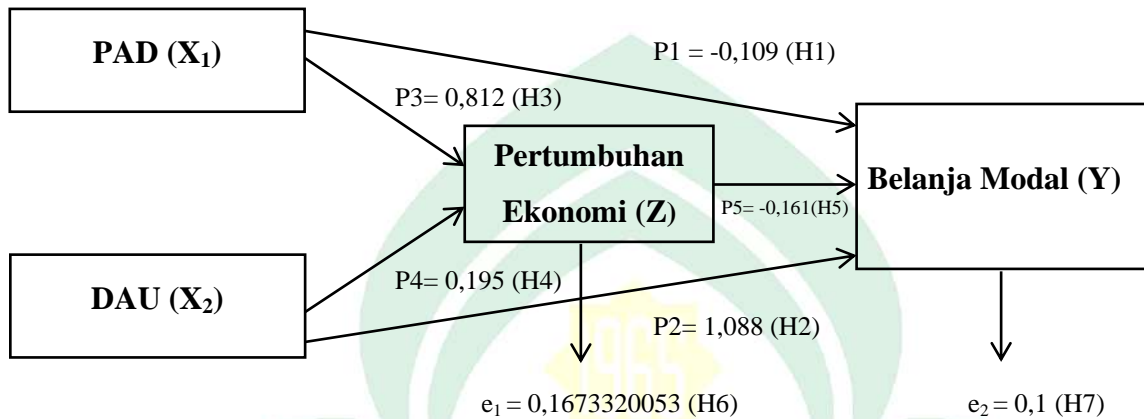 PAD (X₁)
P1 = -0,109 (H1)
P3= 0,812 (H3)
Pertumbuhan
Ekonomi (Z)
Belanja Modal (Y)
P5= -0,161(H5)
DAU (X₂)
P4= 0,195 (H4)
P2= 1,088 (H2)
1965
e₁ = 0,1673320053 (H6)
e₂ = 0,1 (H7)